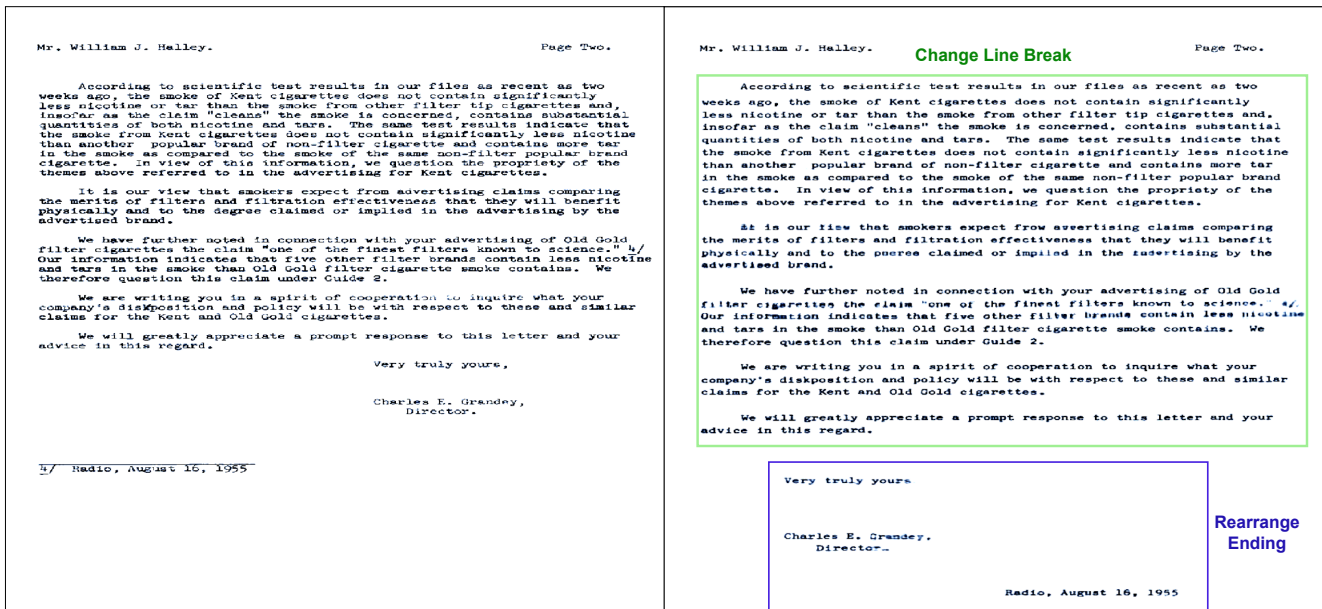 Mr. William J. Halley.
Page Two.
According to scientific test results in our files as recent as two
weeks ago, the smoke of Kent cigarettes does not contain significantly
less nicotine or tar than the smoke from other filter tip cigarettes and,
insofar as the claim "cleans" the smoke is concerned, contains substantial
quantities of both nicotine and tars. The same test results indicate that
the smoke from Kent cigarettes does not contain significantly less nicotine
than another popular brand of non-filter cigarette and contains more tar
in the smoke as compared to the smoke of the same non-filter popular brand
cigarette. In view of this information, we question the propriety of the
themes above referred to in the advertising for Kent cigarettes.
It is our view that smokers expect from advertising claims comparing
the merits of filters and filtration effectiveness that they will benefit
physically and to the degree claimed or implied in the advertising by the
advertised brand.
We have further noted in connection with your advertising of Old Gold
filter cigarettes the claim "one of the finest filters known to science." 4/
Our information indicates that five other filter brands contain less nicotine
and tars in the smoke than Old Gold filter cigarette smoke contains. We
therefore question this claim under Guide 2.
We are writing you in a spirit of cooperation to inquire what your
company's diskposition and policy will be with respect to these and similar
claims for the Kent and Old Gold cigarettes.
We will greatly appreciate a prompt response to this letter and your
advice in this regard.
Very truly yours,
Charles E. Grandey,
Director.
4/ Radio, August 16, 1955
Mr. William J. Halley.
Page Two.
Change Line Break
According to scientific test results in our files as recent as two
weeks ago, the smoke of Kent cigarettes does not contain significantly
less nicotine or tar than the smoke from other filter tip cigarettes and,
insofar as the claim "cleans" the smoke is concerned, contains substantial
quantities of both nicotine and tars. The same test results indicate that
the smoke from Kent cigarettes does not contain significantly less nicotine
than another popular brand of non-filter cigarette and contains more tar
in the smoke as compared to the smoke of the same non-filter popular brand
cigarette. In view of this information, we question the propriety of the
themes above referred to in the advertising for Kent cigarettes.
is our that smokers expect claims comparing
the merits of filters and filtration effectiveness that they will benefit
physically and to the claimed or implied in the by the
advertised brand.
We have further noted in connection with your advertising of Old Gold
filter cigarettes the claim "one of the finest filters known to science." 4/
Our information indicates that five other filter brands contain less nicotine
and tars in the smoke than Old Gold filter cigarette smoke contains. We
therefore question this claim under Guide 2.
We are writing you in a spirit of cooperation to inquire what your
company's diskposition and policy will be with respect to these and similar
claims for the Kent and Old Gold cigarettes.
We will greatly appreciate a prompt response to this letter and your
advice in this regard.
Very truly yours
Charles E. Grandey,
Director.
Radio, August 16, 1955
Rearrange
Ending